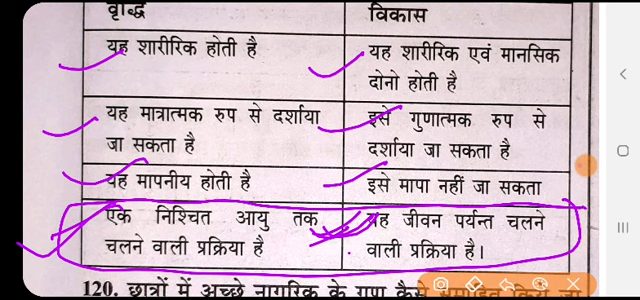 वृद्धि
विकास
यह शारीरिक होती है
यह शारीरिक एवं मानसिक
दोनो होती है
यह मात्रात्मक रुप से दर्शाया
जा सकता है
इसे गुणात्मक रुप से
दर्शाया जा सकता है
यह मापनीय होती है
इसे मापा नहीं जा सकता
एक निश्चित आयु तक
चलने वाली प्रक्रिया है
यह जीवन पर्यन्त चलने
वाली प्रक्रिया है।
120. छात्रों में अच्छे नागरिक के गुण कैसे